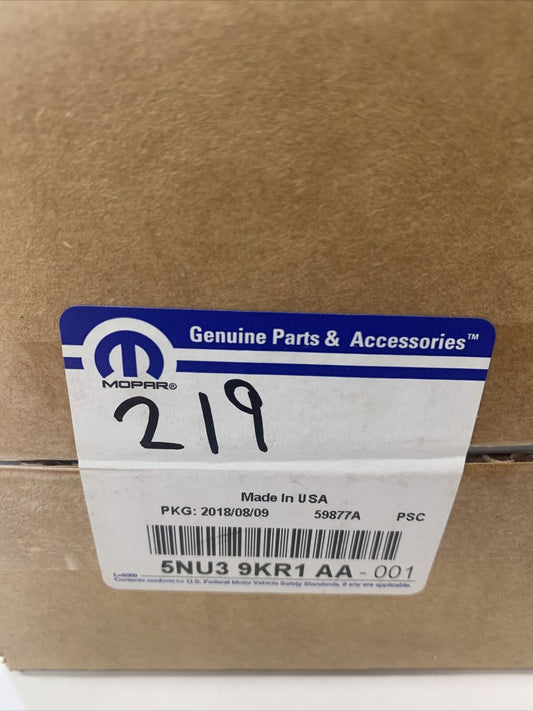 Genuine Parts & Accessories™
MOPAR®
219
Made In USA
PKG: 2018/08/09 59877A PSC
5NU3 9KR1 AA - 001
L-5050
Contents conform to U.S. Federal Motor Vehicle Safety Standards, if any are applicable.